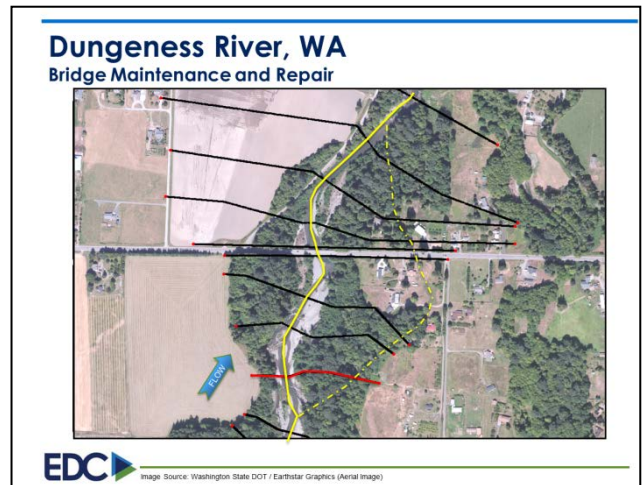 Dungeness River, WA
Bridge Maintenance and Repair
FLOW
EDC
Image Source: Washington State DOT / Earthstar Graphics (Aerial Image)